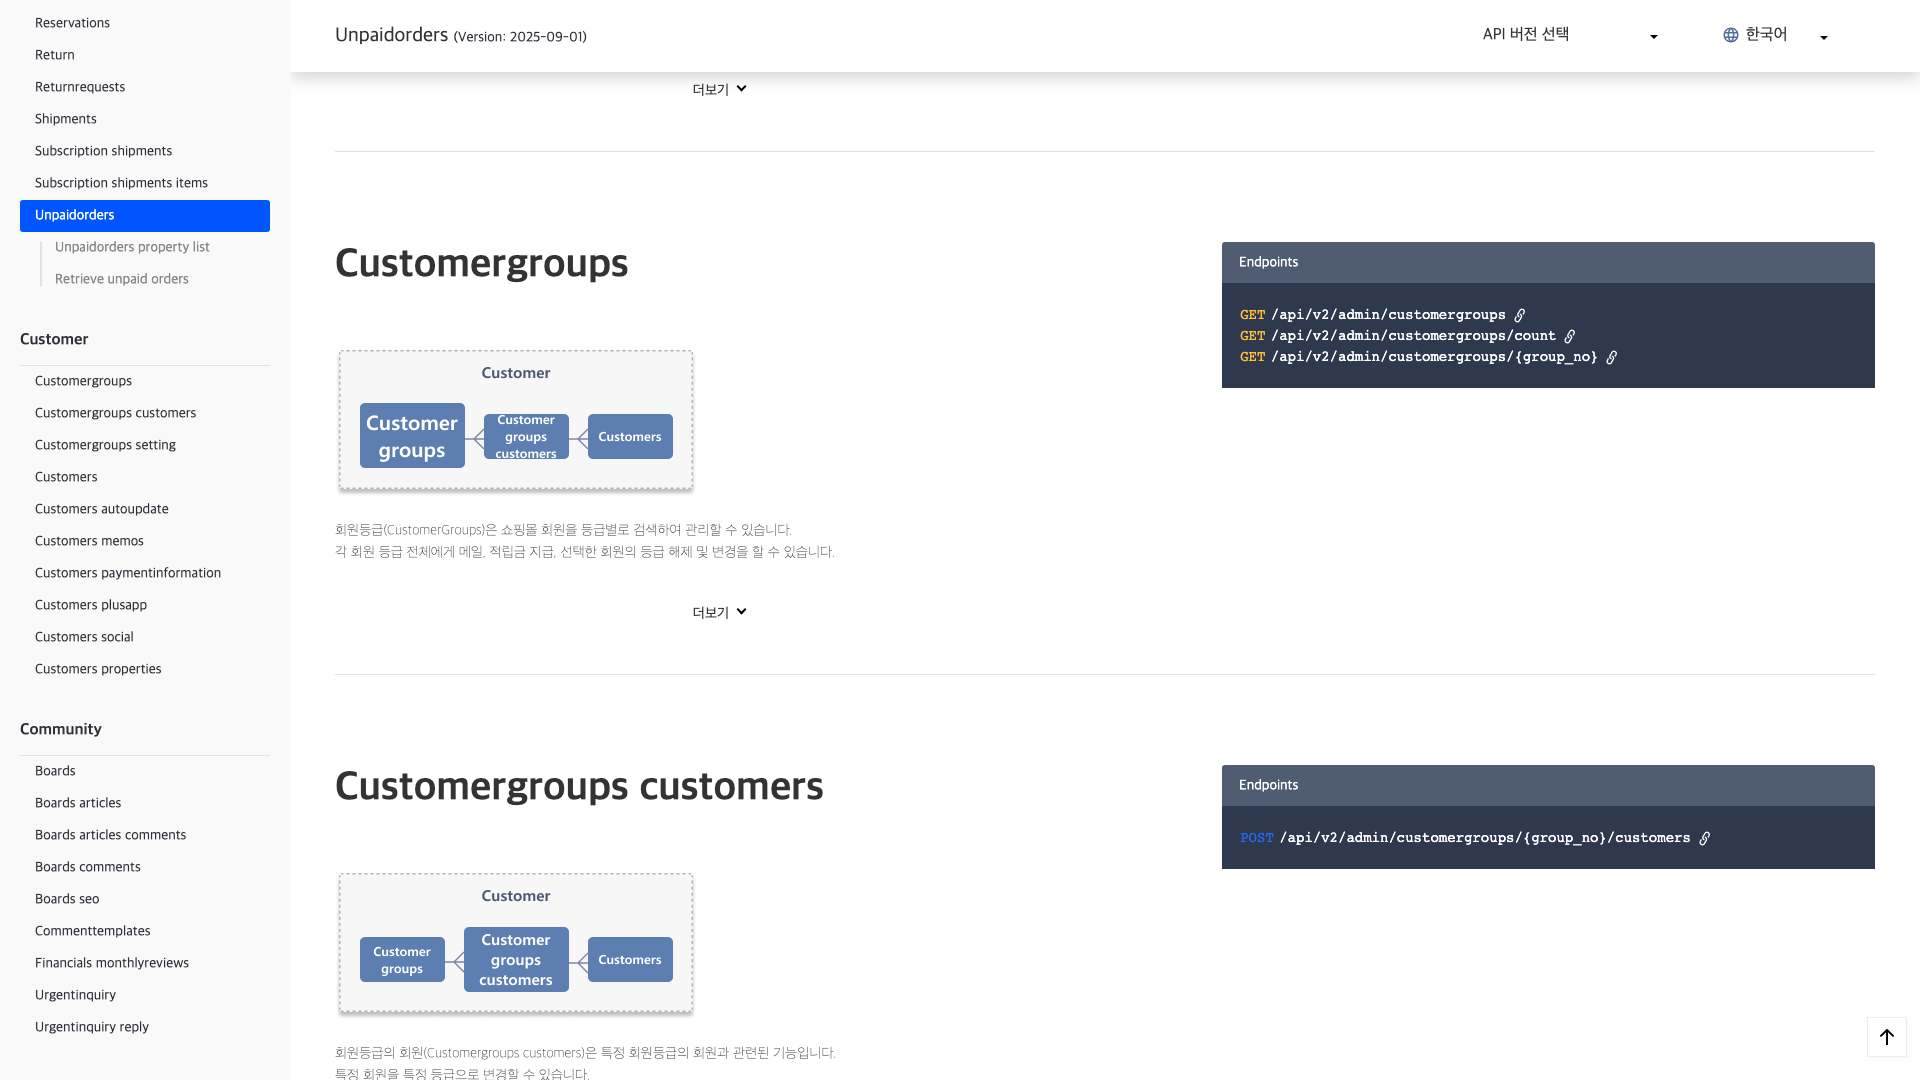 Reservations
Return
Returnrequests
Shipments
Subscription shipments
Subscription shipments items
Unpaidorders
Unpaidorders property list
Retrieve unpaid orders
Customer
Customergroups
Customergroups customers
Customergroups setting
Customers
Customers autoupdate
Customers memos
Customers paymentinformation
Customers plusapp
Customers social
Customers properties
Community
Boards
Boards articles
Boards articles comments
Boards comments
Boards seo
Commenttemplates
Financials monthlyreviews
Urgentinquiry
Urgentinquiry reply
Unpaidorders (Version: 2025-09-01)
API 버전 선택
한국어
더보기
Customergroups
Customer
Customer
groups
Customer
groups
customers
Customers
회원등급(CustomerGroups)은 쇼핑몰 회원을 등급별로 검색하여 관리할 수 있습니다.
각 회원 등급 전체에게 메일, 적립금 지급, 선택한 회원의 등급 해제 및 변경을 할 수 있습니다.
더보기
Endpoints
GET /api/v2/admin/customergroups
GET /api/v2/admin/customergroups/count
GET /api/v2/admin/customergroups/{group_no}
Customergroups customers
Customer
Customer
groups
Customer
groups
customers
Customers
회원등급의 회원(Customergroups customers)은 특정 회원등급의 회원과 관련된 기능입니다.
특정 회원을 특정 등급으로 변경할 수 있습니다.
Endpoints
POST /api/v2/admin/customergroups/{group_no}/customers